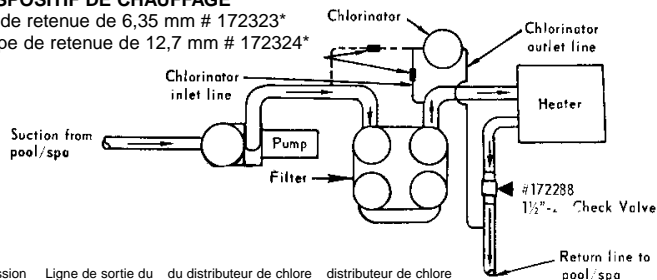 SPOSITIF DE CHAUFFAGE
de retenue de 6,35 mm # 172323*
pe de retenue de 12,7 mm # 172324*
Chlorinator
Chlorinator
outlet line
Chlorinator
inlet line
Heater
Suction from
pool/spa
Pump
Filter
#172288
1½"- Check Valve
Return line to
pool/spa
ssion Ligne de sortie du du distributeur de chlore distributeur de chlore